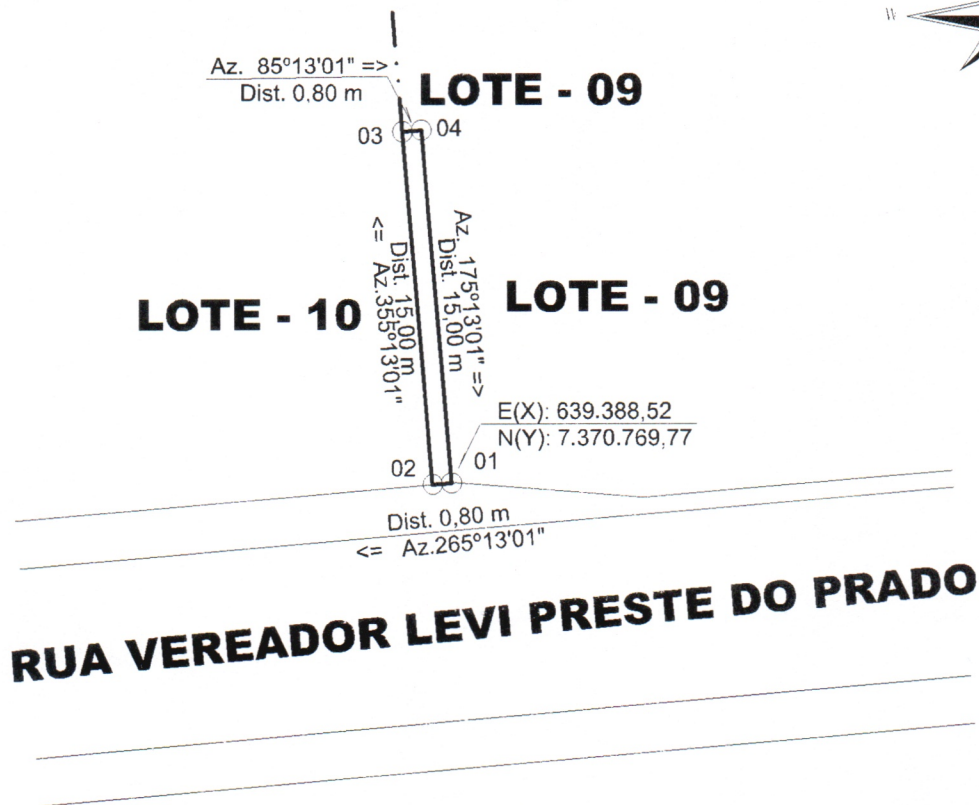 W
Az. 85º13'01" =>
Dist. 0,80 m
LOTE - 09
03
04
<= Az.355º13'01"
Dist. 15,00 m
Az. 175º13'01" =>
Dist. 15,00 m
LOTE - 10
LOTE - 09
E(X): 639.388,52
N(Y): 7.370.769,77
02
01
Dist. 0,80 m
<= Az.265º13'01"
RUA VEREADOR LEVI PRESTE DO PRADO